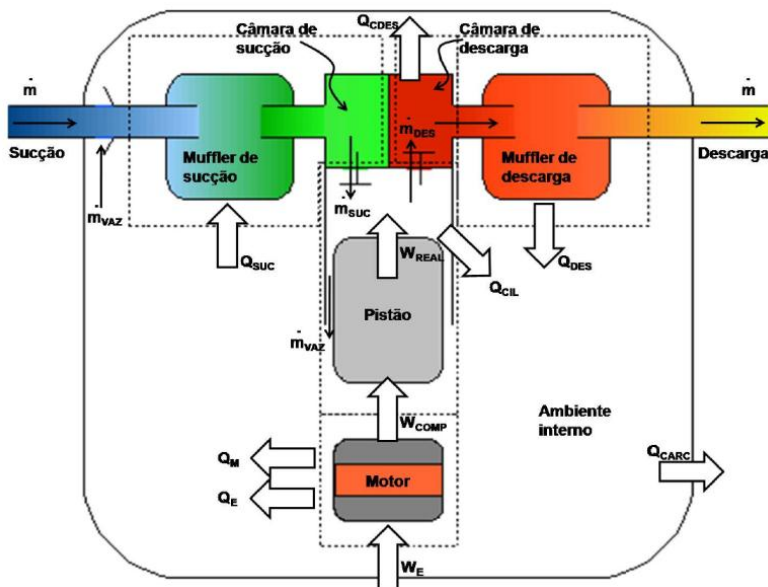 Câmara de
sucção
Q_CDES
Câmara de
descarga
ṁ
ṁ
Sucção
Muffler de
sucção
ṁ_DES
Muffler de
descarga
Descarga
ṁ_VAZ
ṁ_SUC
Q_SUC
W_REAL
Q_CIL
Q_DES
Pistão
ṁ_VAZ
W_COMP
Ambiente
interno
Q_M
Q_E
Motor
Q_CARC
W_E